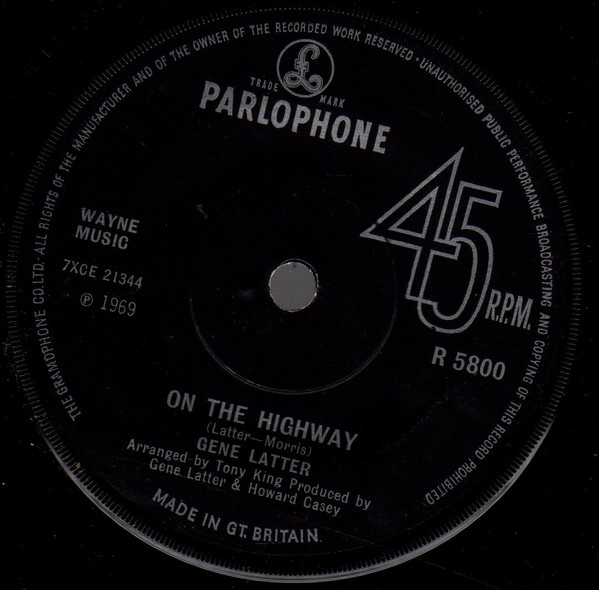 THE GRAMOPHONE CO. LTD. · ALL RIGHTS OF THE MANUFACTURER AND OF THE OWNER OF THE RECORDED WORK RESERVED · UNAUTHORISED PUBLIC PERFORMANCE BROADCASTING AND COPYING OF THIS RECORD PROHIBITED
£
TRADE MARK
PARLOPHONE
45 R.P.M.
WAYNE
MUSIC
7XCE 21344
℗ 1969
R 5800
ON THE HIGHWAY
(Latter—Morris)
GENE LATTER
Arranged by Tony King Produced by
Gene Latter & Howard Casey
MADE IN GT. BRITAIN